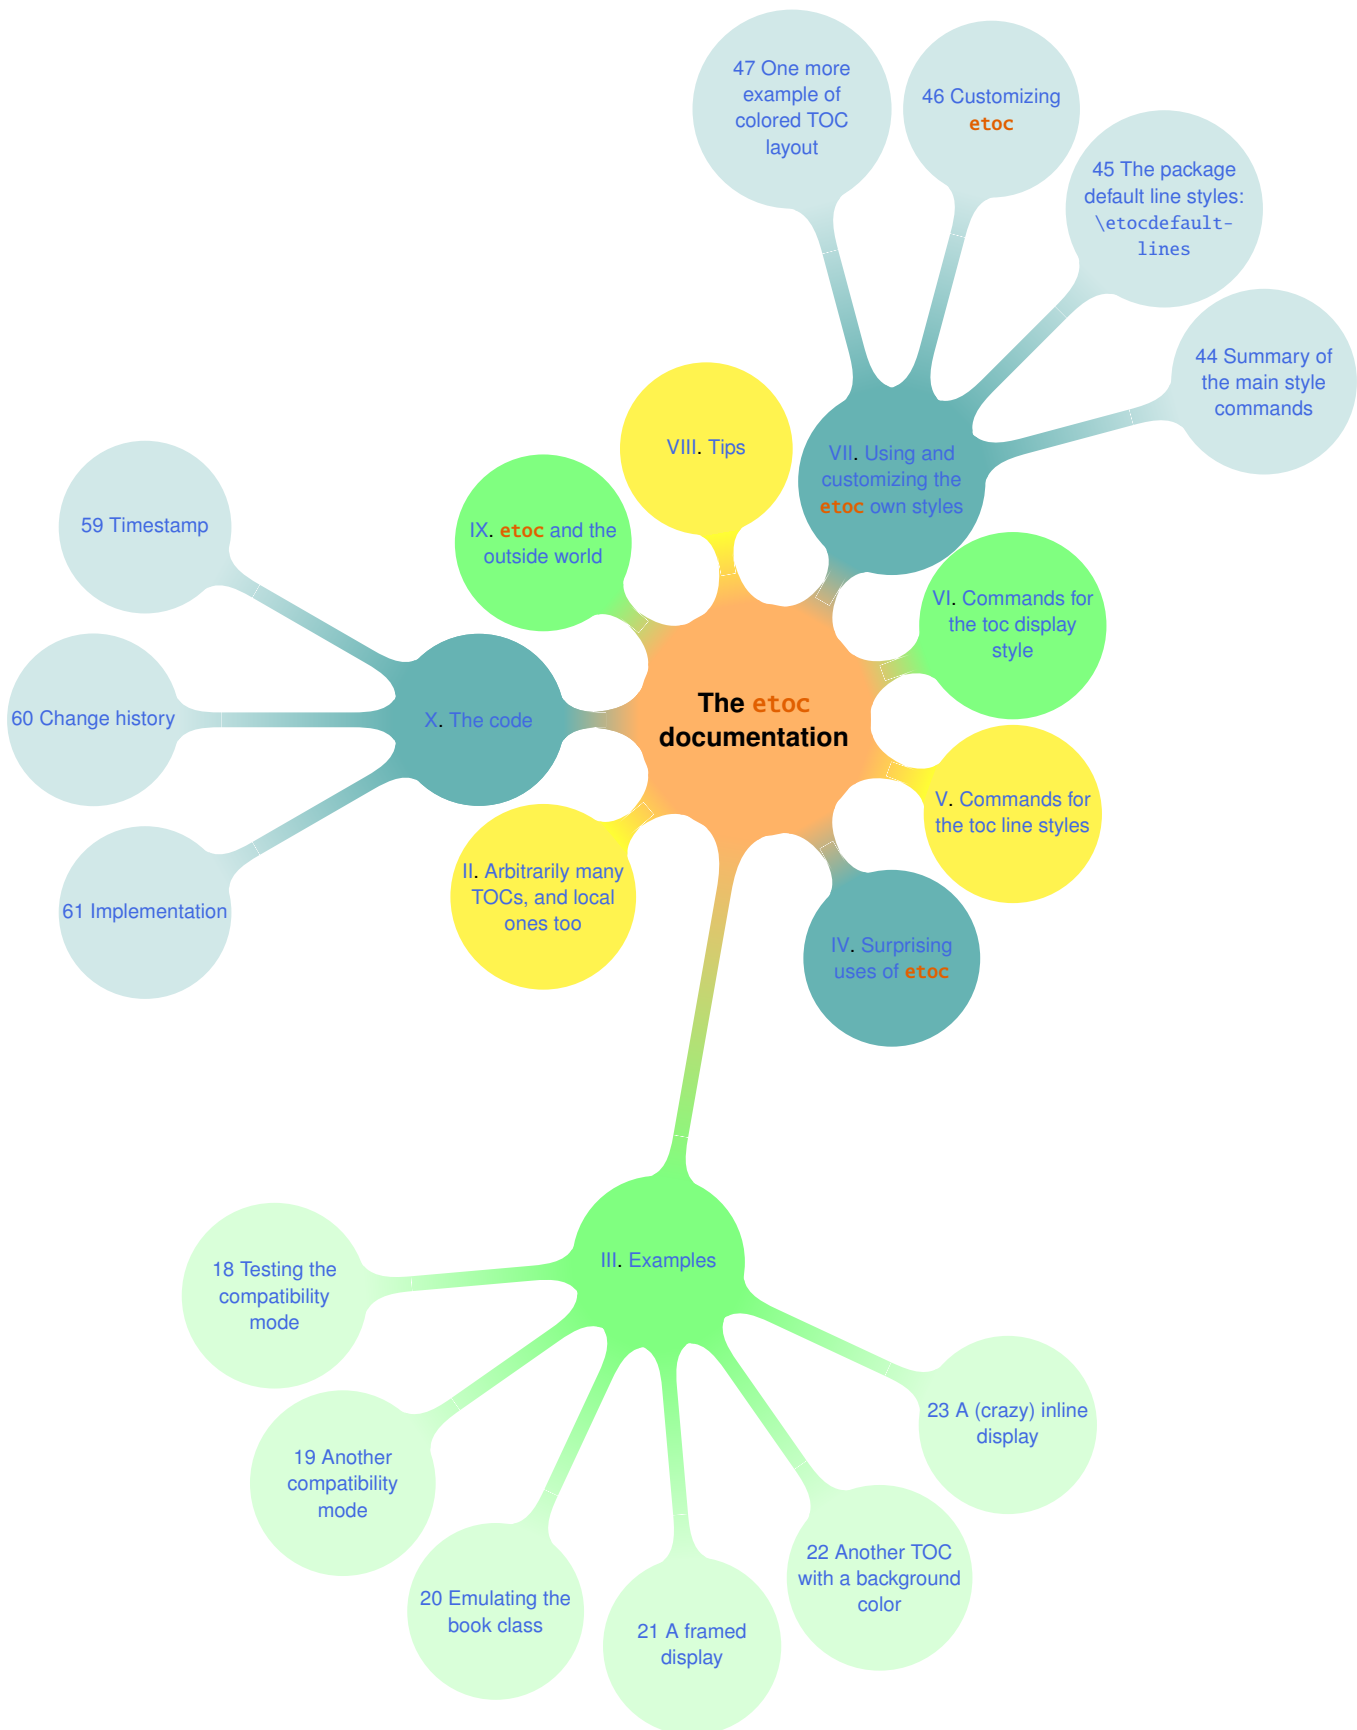 47 One more
example of
colored TOC
layout
46 Customizing
etoc
45 The package
default line styles:
\etocdefault-
lines
44 Summary of
the main style
commands
VIII. Tips
VII. Using and
customizing the
etoc own styles
59 Timestamp
IX. etoc and the
outside world
VI. Commands for
the toc display
style
60 Change history
X. The code
The etoc
documentation
V. Commands for
the toc line styles
61 Implementation
II. Arbitrarily many
TOCs, and local
ones too
IV. Surprising
uses of etoc
III. Examples
18 Testing the
compatibility
mode
19 Another
compatibility
mode
20 Emulating the
book class
21 A framed
display
22 Another TOC
with a background
color
23 A (crazy) inline
display